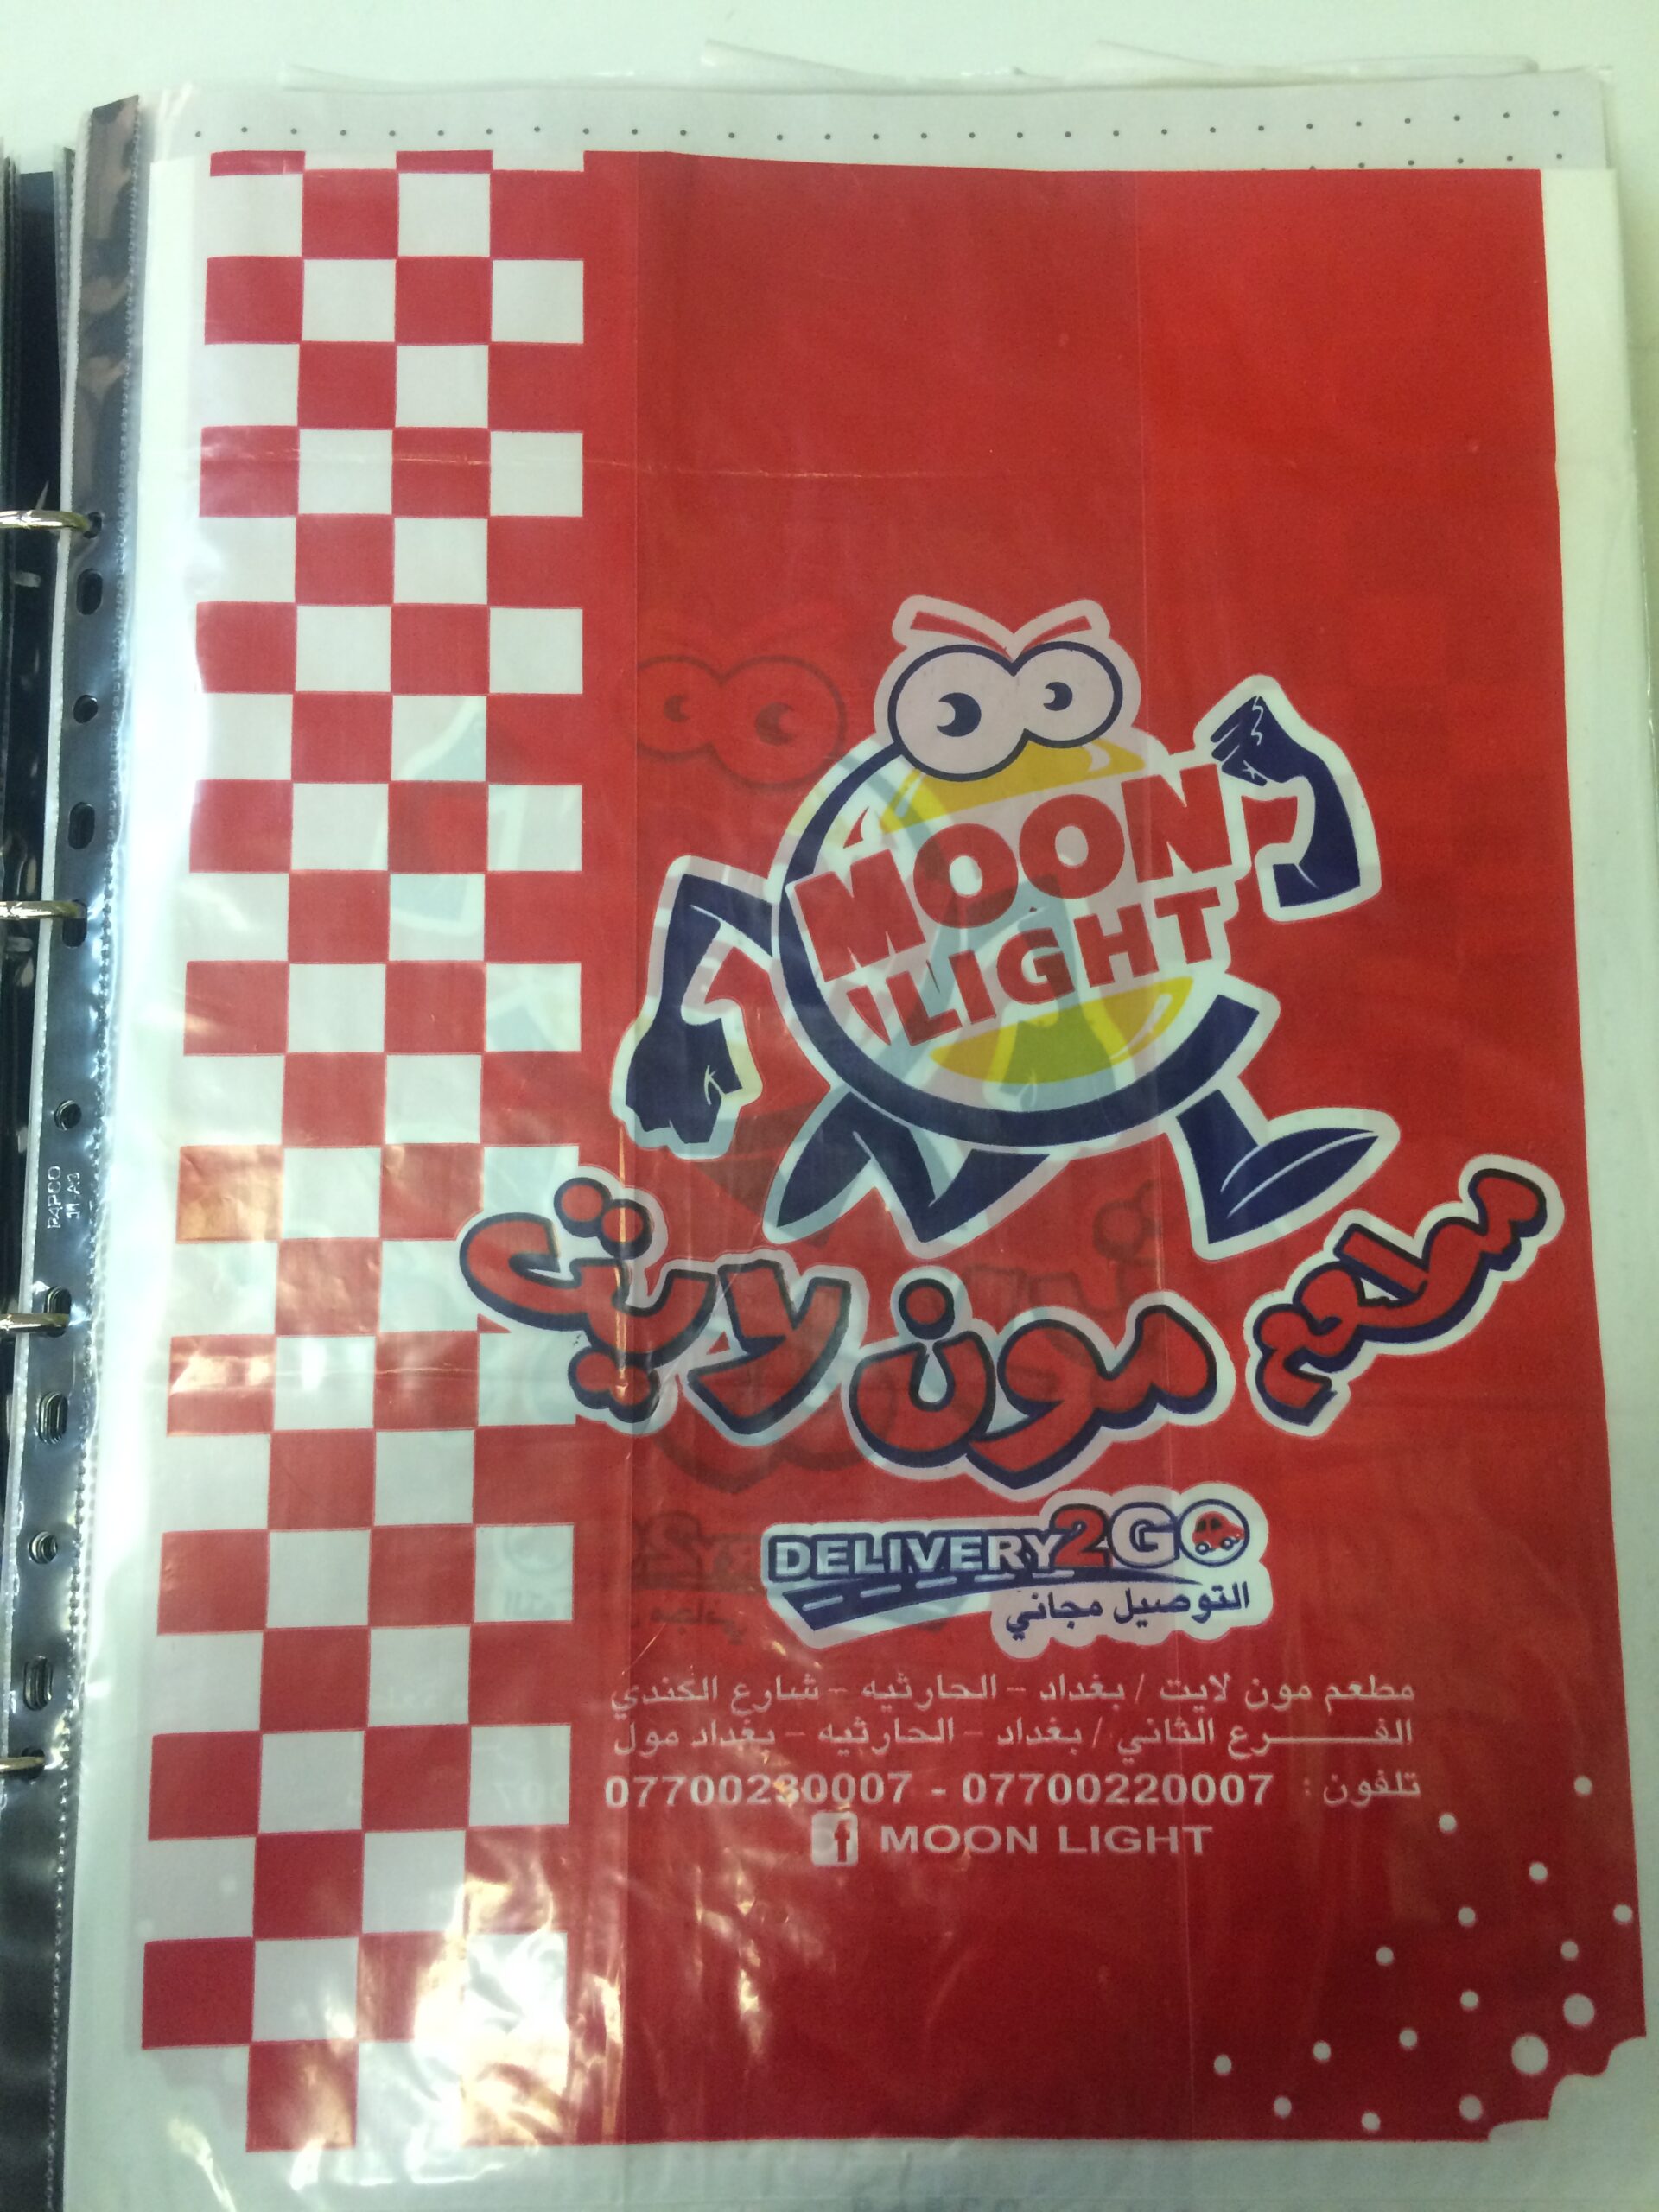 MOON
LIGHT
مطعم مون لايت
DELIVERY2GO
التوصيل مجاني
مطعم مون لايت / بغداد - الحارثيه - شارع الكندي
الفـــــرع الثاني / بغداد - الحارثيه - بغداد مول
تلفون : 07700220007 - 07700230007
f MOON LIGHT